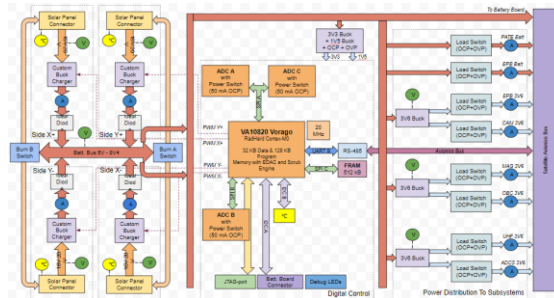 To Battery Board
Solar Panel
Connector
Solar Panel
Connector
°C
V
°C
V
Custom
Buck
Charger
Custom
Buck
Charger
A
A
Ideal
Diod
Ideal
Diod
Side X+
Side Y+
V
Burn B
Switch
Batt. Bus 6V - 8V4
Burn A
Switch
Side Y-
Side X-
Diod
Diod
A
A
Custom
Buck
Charger
Custom
Buck
Charger
°C
V
°C
V
Solar Panel
Connector
Solar Panel
Connector
3V3 Buck
+ 1V5 Buck
+ OCP + OVP
3V3
1V5
ADC A
with
Power Switch
(50 mA OCP)
ADC C
with
Power Switch
(50 mA OCP)
PWM Y+
PWM X+
PWM Y-
PWM X-
VA10820 Vorago
RadHard Cortex-M0
32 KB Data & 128 KB
Program
Memory with EDAC and Scrub
Engine
20
MHz
UART B
RS-485
FRAM
512 KB
ADC B
with
Power Switch
(50 mA OCP)
°C
JTAG-port
Batt. Board
Connector
Debug LEDs
Digital Control
Avionics Bus
Load Switch
(OCP+OVP)
A
PATE Batt
Load Switch
(OCP+OVP)
A
EPB Batt
V
3V6 Buck
Load Switch
(OCP+OVP)
A
EPB 3V6
Load Switch
(OCP+OVP)
A
CAM 3V6
V
3V6 Buck
Load Switch
(OCP+OVP)
A
MAG 3V6
Load Switch
(OCP+OVP)
A
OBC 3V6
V
3V6 Buck
Load Switch
(OCP+OVP)
A
UHF 3V6
Load Switch
(OCP+OVP)
A
ADCS 3V6
Satellite Avionics Bus
Power Distribution To Subsystems